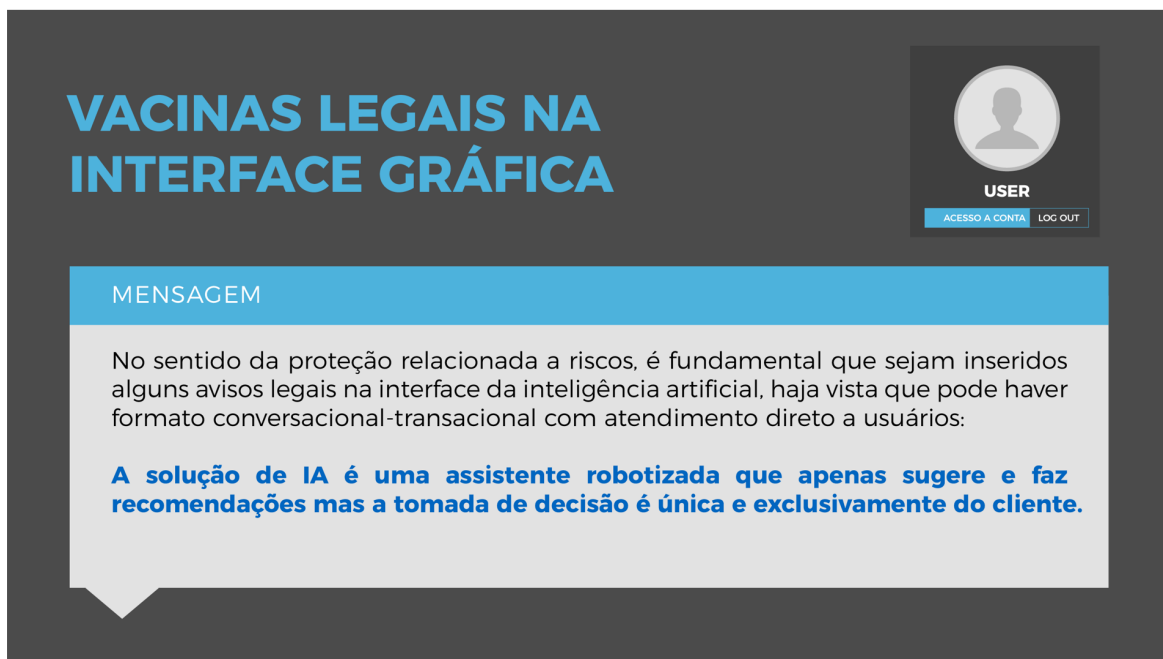 VACINAS LEGAIS NA
INTERFACE GRÁFICA
USER
ACESSO A CONTA
LOG OUT
MENSAGEM
No sentido da proteção relacionada a riscos, é fundamental que sejam inseridos
alguns avisos legais na interface da inteligência artificial, haja vista que pode haver
formato conversacional-transacional com atendimento direto a usuários:
A solução de IA é uma assistente robotizada que apenas sugere e faz
recomendações mas a tomada de decisão é única e exclusivamente do cliente.